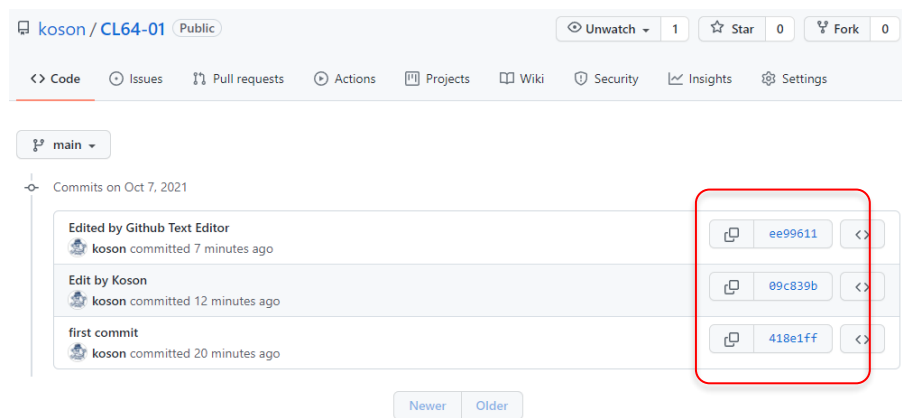 koson / CL64-01 Public Unwatch 1 Star 0 Fork 0
<> Code Issues Pull requests Actions Projects Wiki Security Insights Settings
main
Commits on Oct 7, 2021
Edited by Github Text Editor
koson committed 7 minutes ago
ee99611
Edit by Koson
koson committed 12 minutes ago
09c839b
first commit
koson committed 20 minutes ago
418e1ff
Newer Older